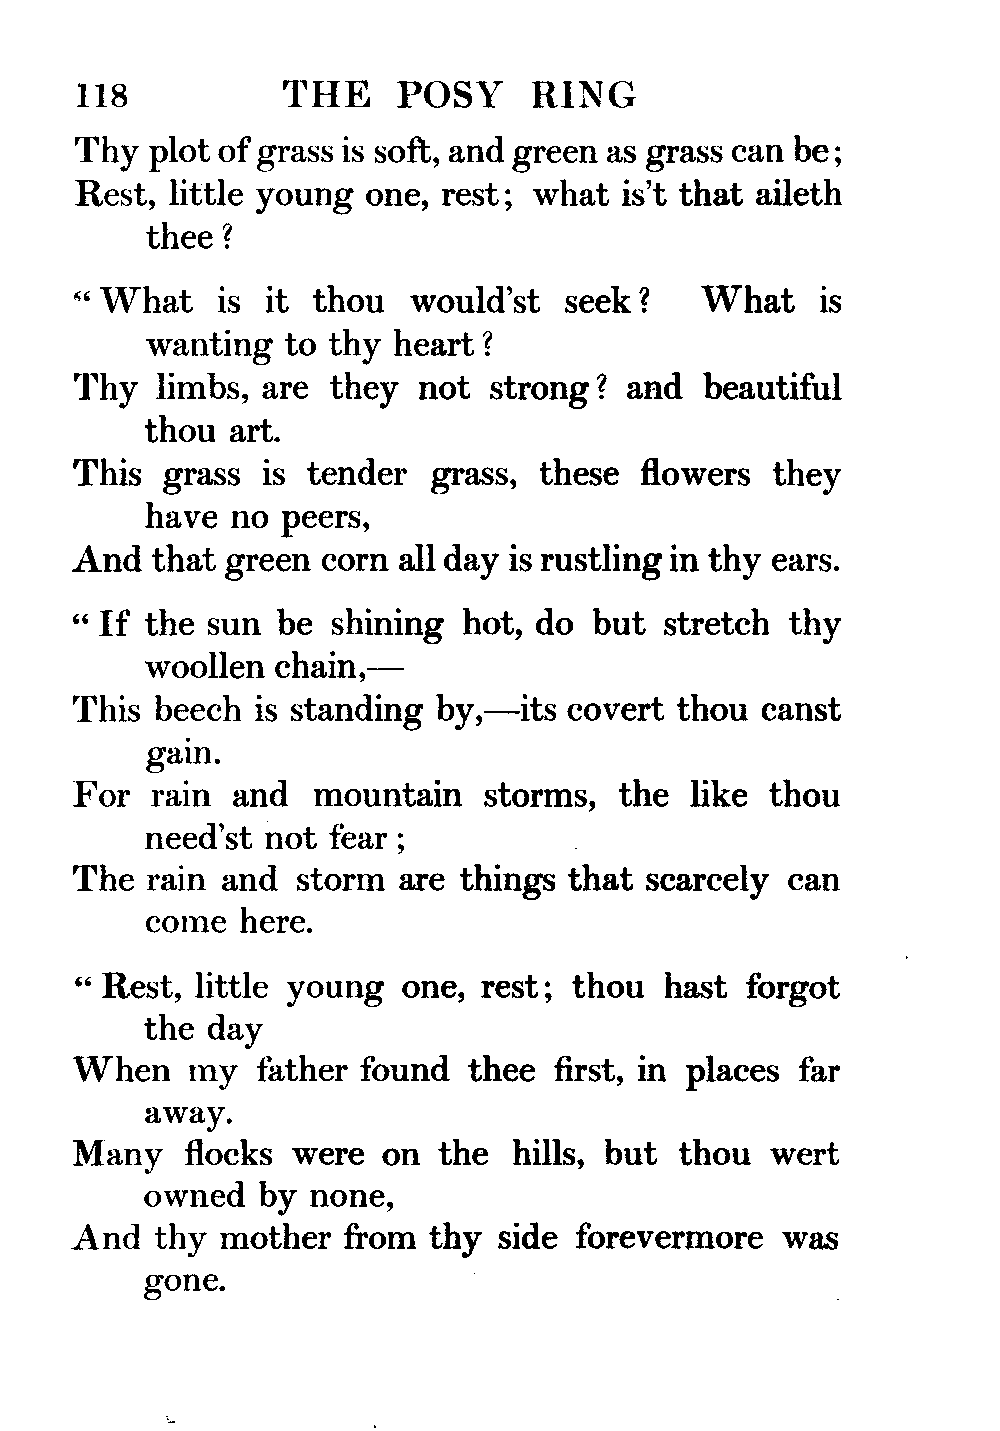 118 THE POSY RING
Thy plot of grass is soft, and green as grass can be;
Rest, little young one, rest; what is't that aileth
thee?
"What is it thou would'st seek? What is
wanting to thy heart?
Thy limbs, are they not strong? and beautiful
thou art.
This grass is tender grass, these flowers they
have no peers,
And that green corn all day is rustling in thy ears.
"If the sun be shining hot, do but stretch thy
woollen chain,—
This beech is standing by,—its covert thou canst
gain.
For rain and mountain storms, the like thou
need'st not fear;
The rain and storm are things that scarcely can
come here.
"Rest, little young one, rest; thou hast forgot
the day
When my father found thee first, in places far
away.
Many flocks were on the hills, but thou wert
owned by none,
And thy mother from thy side forevermore was
gone.